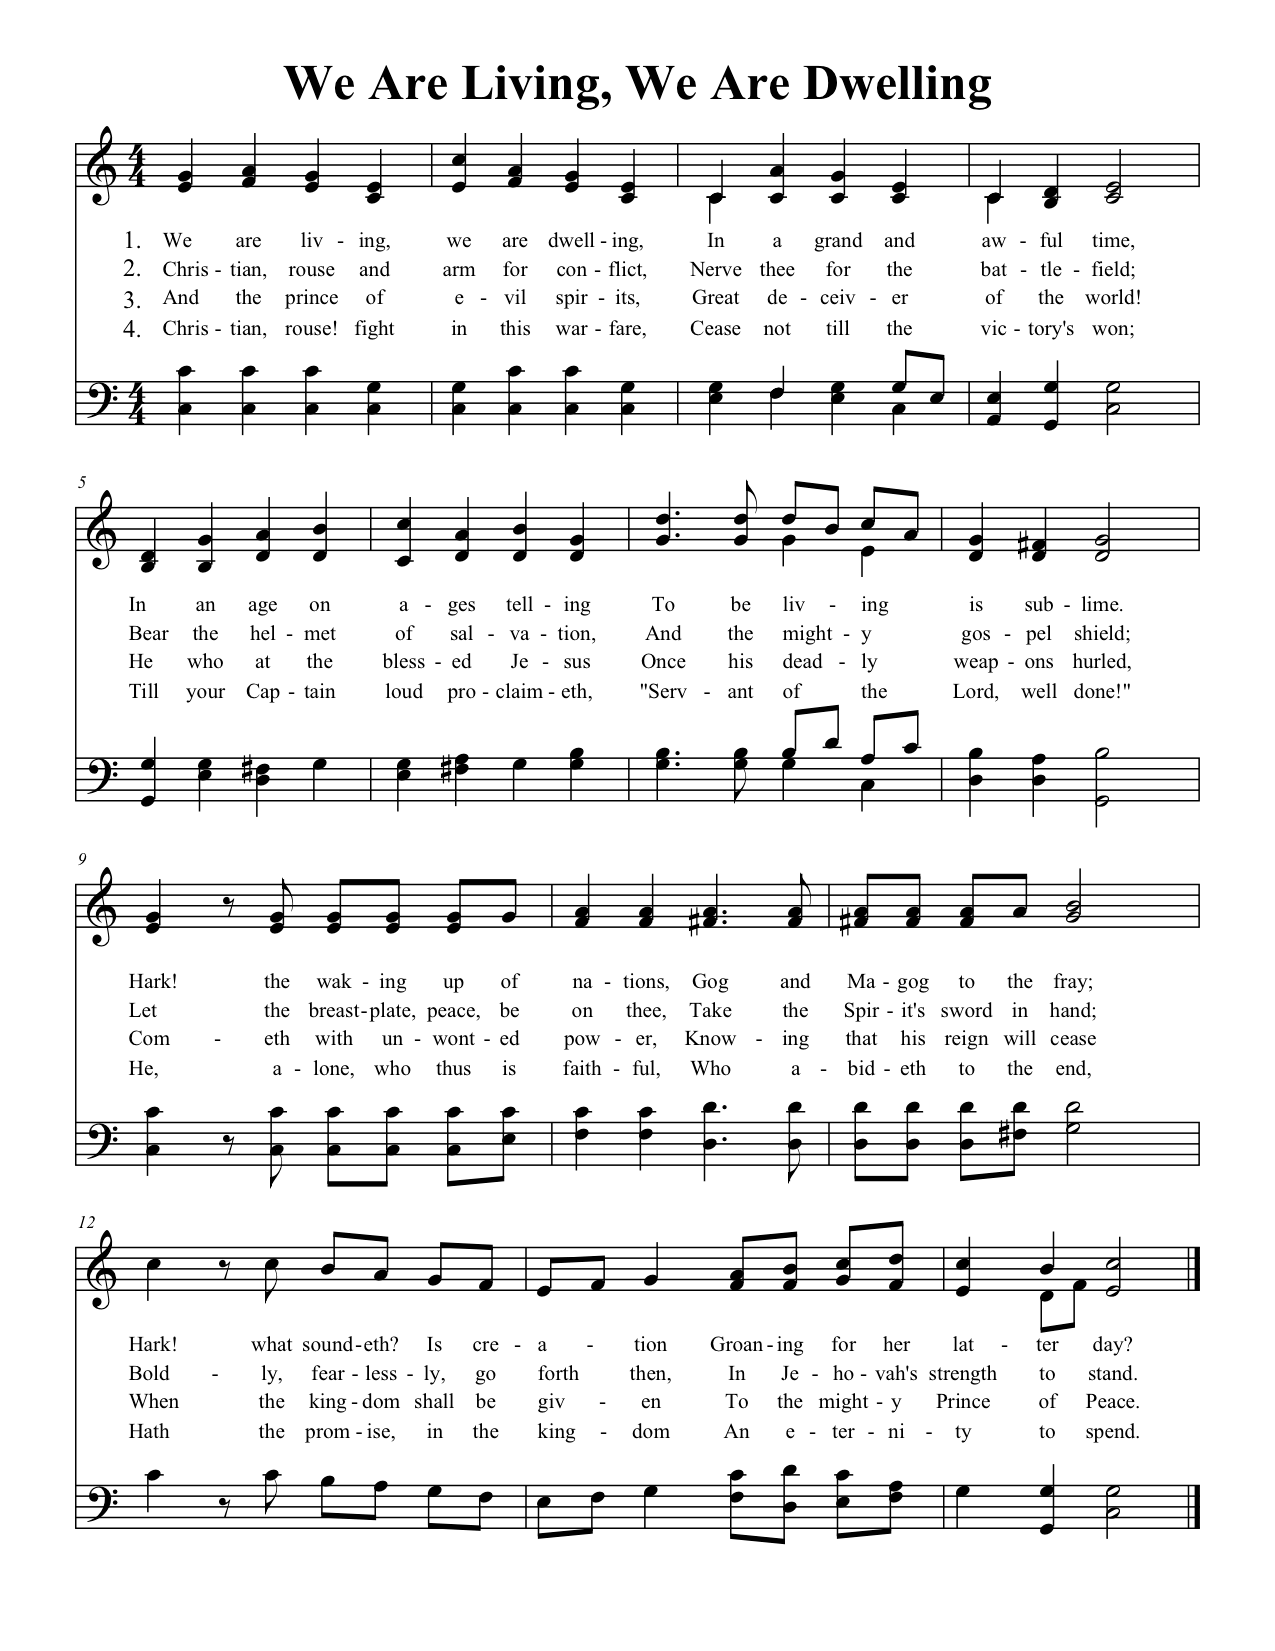 We Are Living, We Are Dwelling
4 4
1. We are liv - ing, we are dwell - ing, In a grand and aw - ful time,
2. Chris - tian, rouse and arm for con - flict, Nerve thee for the bat - tle - field;
3. And the prince of e - vil spir - its, Great de - ceiv - er of the world!
4. Chris - tian, rouse! fight in this war - fare, Cease not till the vic - tory's won;
4 4
5
In an age on a - ges tell - ing To be liv - ing is sub - lime.
Bear the hel - met of sal - va - tion, And the might - y gos - pel shield;
He who at the bless - ed Je - sus Once his dead - ly weap - ons hurled,
Till your Cap - tain loud pro - claim - eth, "Serv - ant of the Lord, well done!"
9
Hark! the wak - ing up of na - tions, Gog and Ma - gog to the fray;
Let the breast - plate, peace, be on thee, Take the Spir - it's sword in hand;
Com - eth with un - wont - ed pow - er, Know - ing that his reign will cease
He, a - lone, who thus is faith - ful, Who a - bid - eth to the end,
12
Hark! what sound - eth? Is cre - a - tion Groan - ing for her lat - ter day?
Bold - ly, fear - less - ly, go forth then, In Je - ho - vah's strength to stand.
When the king - dom shall be giv - en To the might - y Prince of Peace.
Hath the prom - ise, in the king - dom An e - ter - ni - ty to spend.